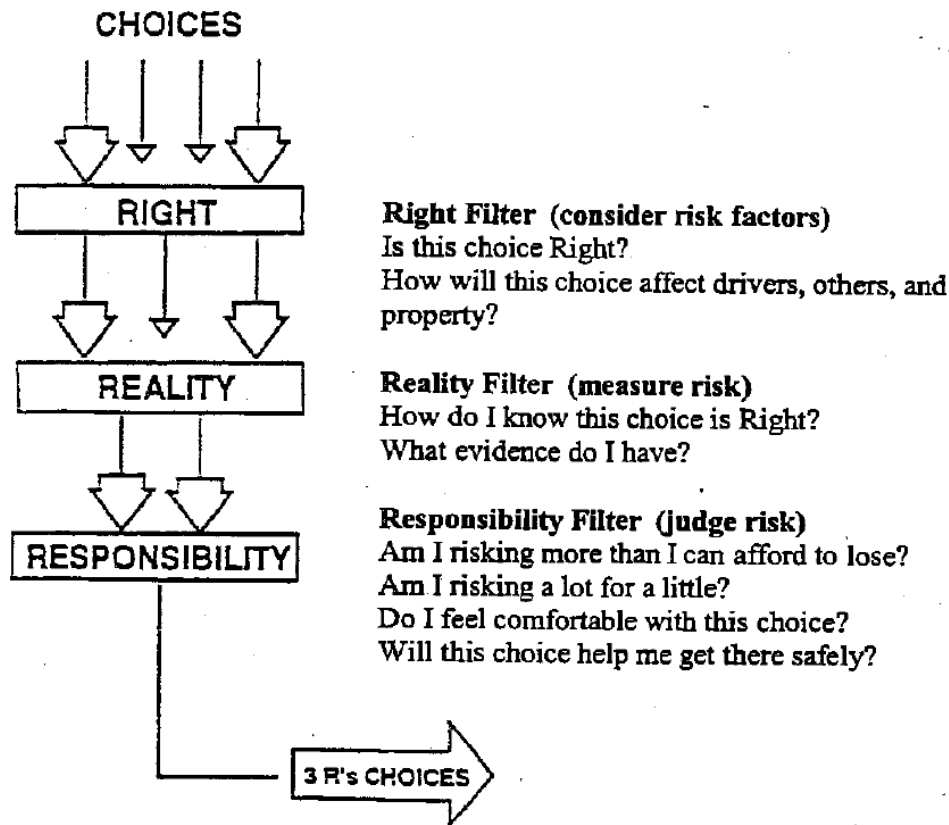 CHOICES
RIGHT
Right Filter (consider risk factors)
Is this choice Right?
How will this choice affect drivers, others, and
property?
REALITY
Reality Filter (measure risk)
How do I know this choice is Right?
What evidence do I have?
RESPONSIBILITY
Responsibility Filter (judge risk)
Am I risking more than I can afford to lose?
Am I risking a lot for a little?
Do I feel comfortable with this choice?
Will this choice help me get there safely?
3 R's CHOICES